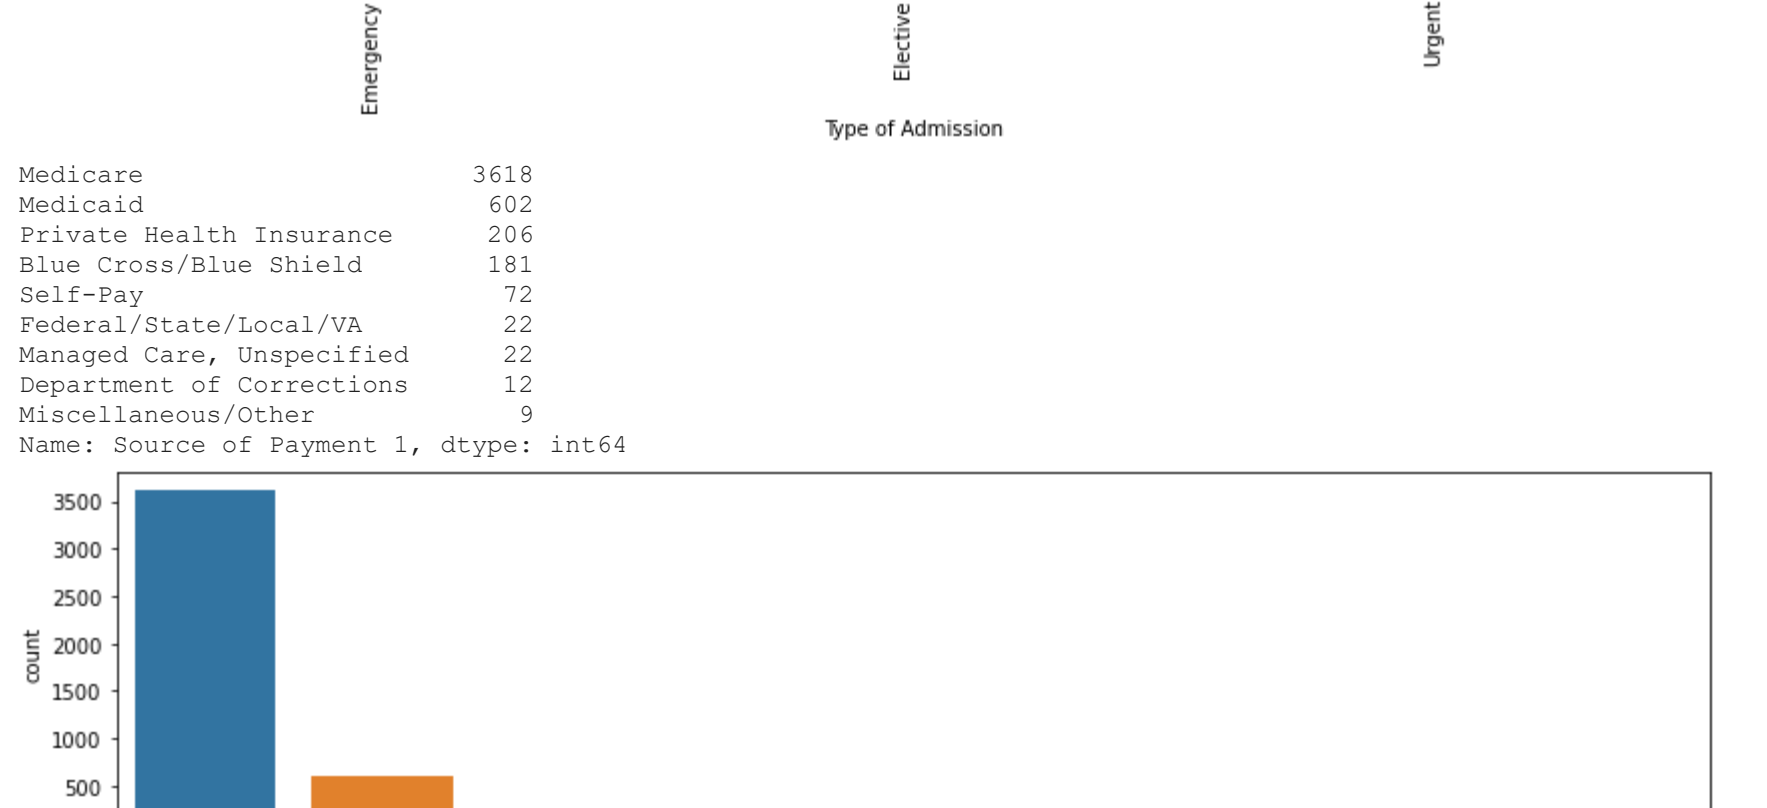 Emergency
Elective
Urgent
Type of Admission
Medicare 3618
Medicaid 602
Private Health Insurance 206
Blue Cross/Blue Shield 181
Self-Pay 72
Federal/State/Local/VA 22
Managed Care, Unspecified 22
Department of Corrections 12
Miscellaneous/Other 9
Name: Source of Payment 1, dtype: int64
3500
3000
2500
2000
1500
1000
500
count